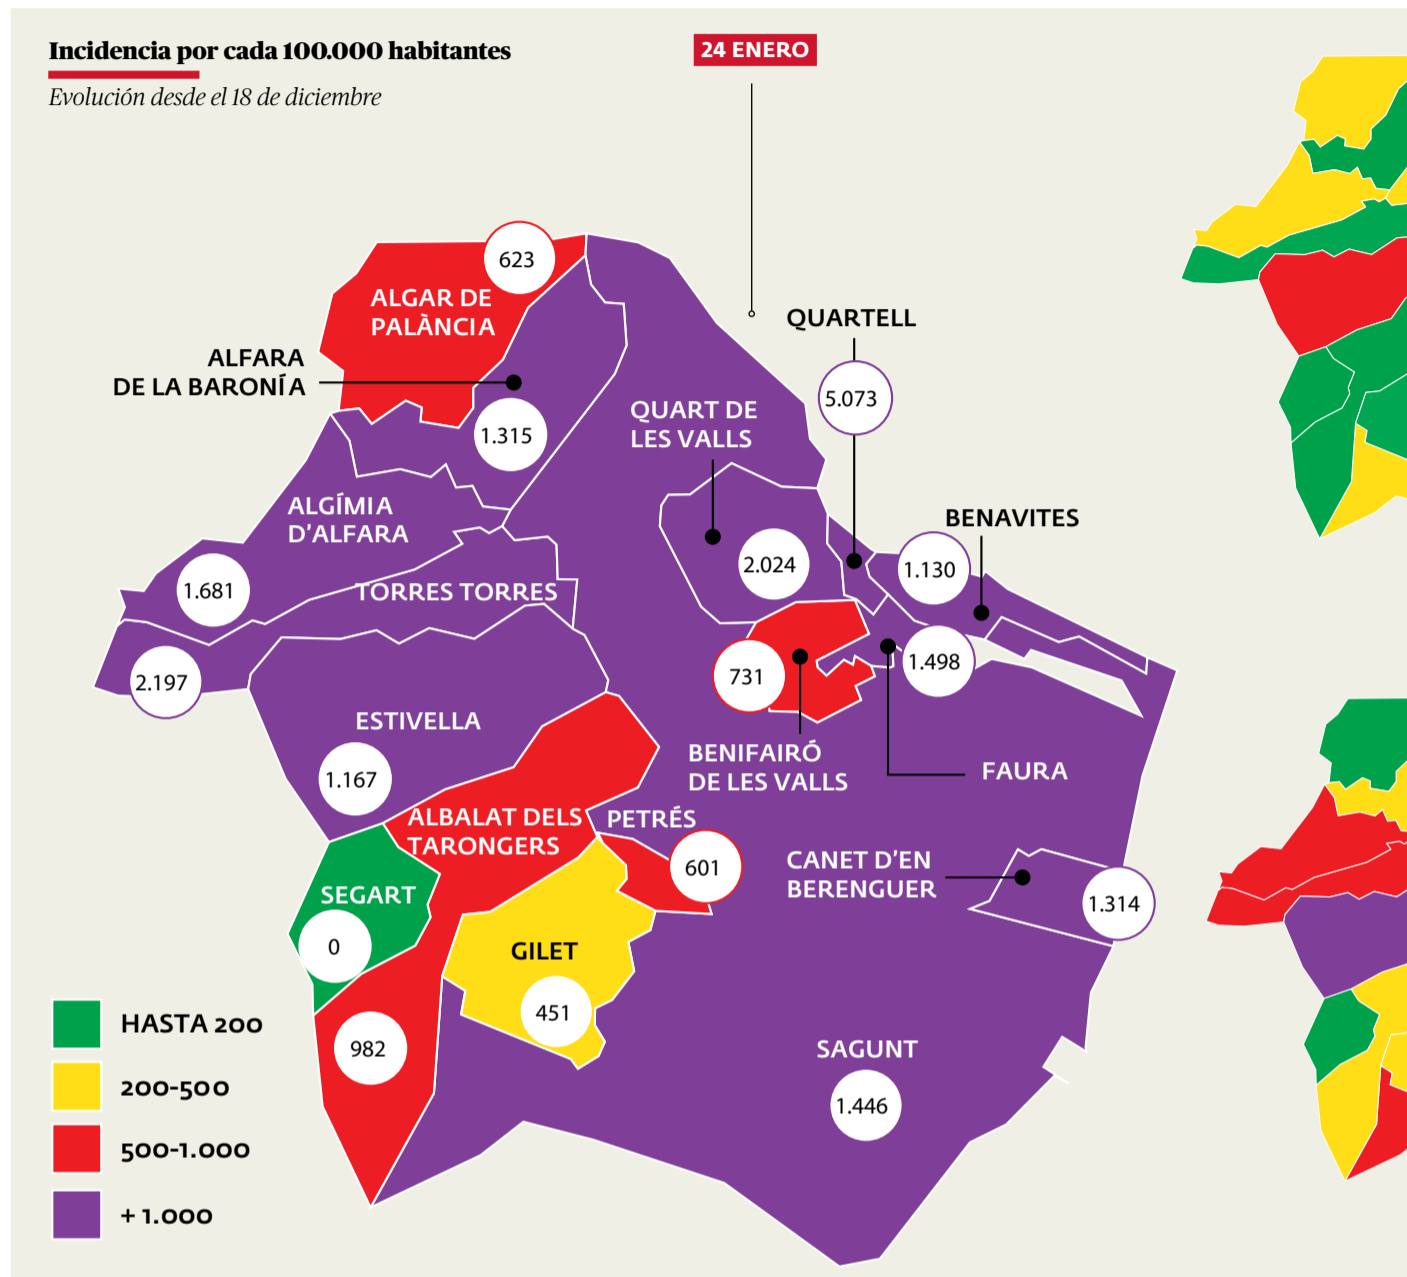 Incidencia por cada 100.000 habitantes
Evolución desde el 18 de diciembre
24 ENERO
623
ALGAR DE
PALÀNCIA
ALFARA
DE LA BARONÍA
1.315
QUARTELL
5.073
QUART DE
LES VALLS
2.024
ALGÍMIA
D'ALFARA
1.681
BENAVITES
1.130
TORRES TORRES
2.197
1.498
731
ESTIVELLA
1.167
BENIFAIRÓ
DE LES VALLS
FAURA
ALBALAT DELS
TARONGERS
PETRÉS
601
CANET D'EN
BERENGUER
1.314
SEGART
0
GILET
451
982
SAGUNT
1.446
HASTA 200
200-500
500-1.000
+ 1.000